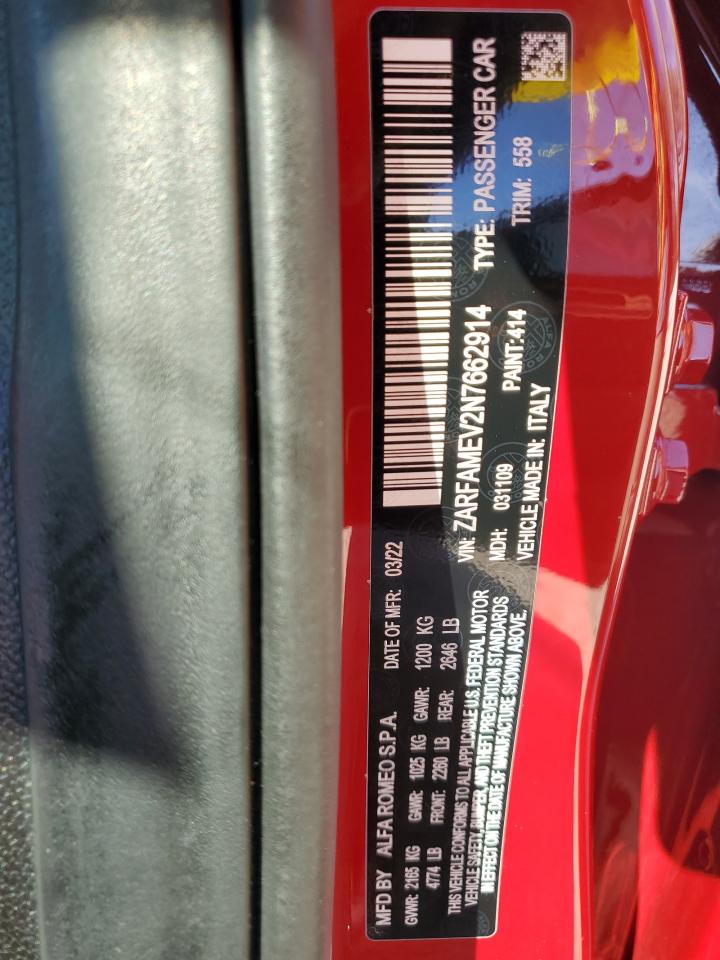 MFD BY ALFA ROMEO S.P.A. DATE OF MFR: 03/22
GVWR: 2165 KG GAWR: 1025 KG GAWR: 1200 KG
4774 LB FRONT: 2260 LB REAR: 2646 LB
THIS VEHICLE CONFORMS TO ALL APPLICABLE U.S. FEDERAL MOTOR
VEHICLE SAFETY, BUMPER, AND THEFT PREVENTION STANDARDS
IN EFFECT ON THE DATE OF MANUFACTURE SHOWN ABOVE.
VIN: ZARFAMEV2N7662914 TYPE: PASSENGER CAR
MDH: 031109 PAINT: 414 TRIM: 558
VEHICLE MADE IN: ITALY